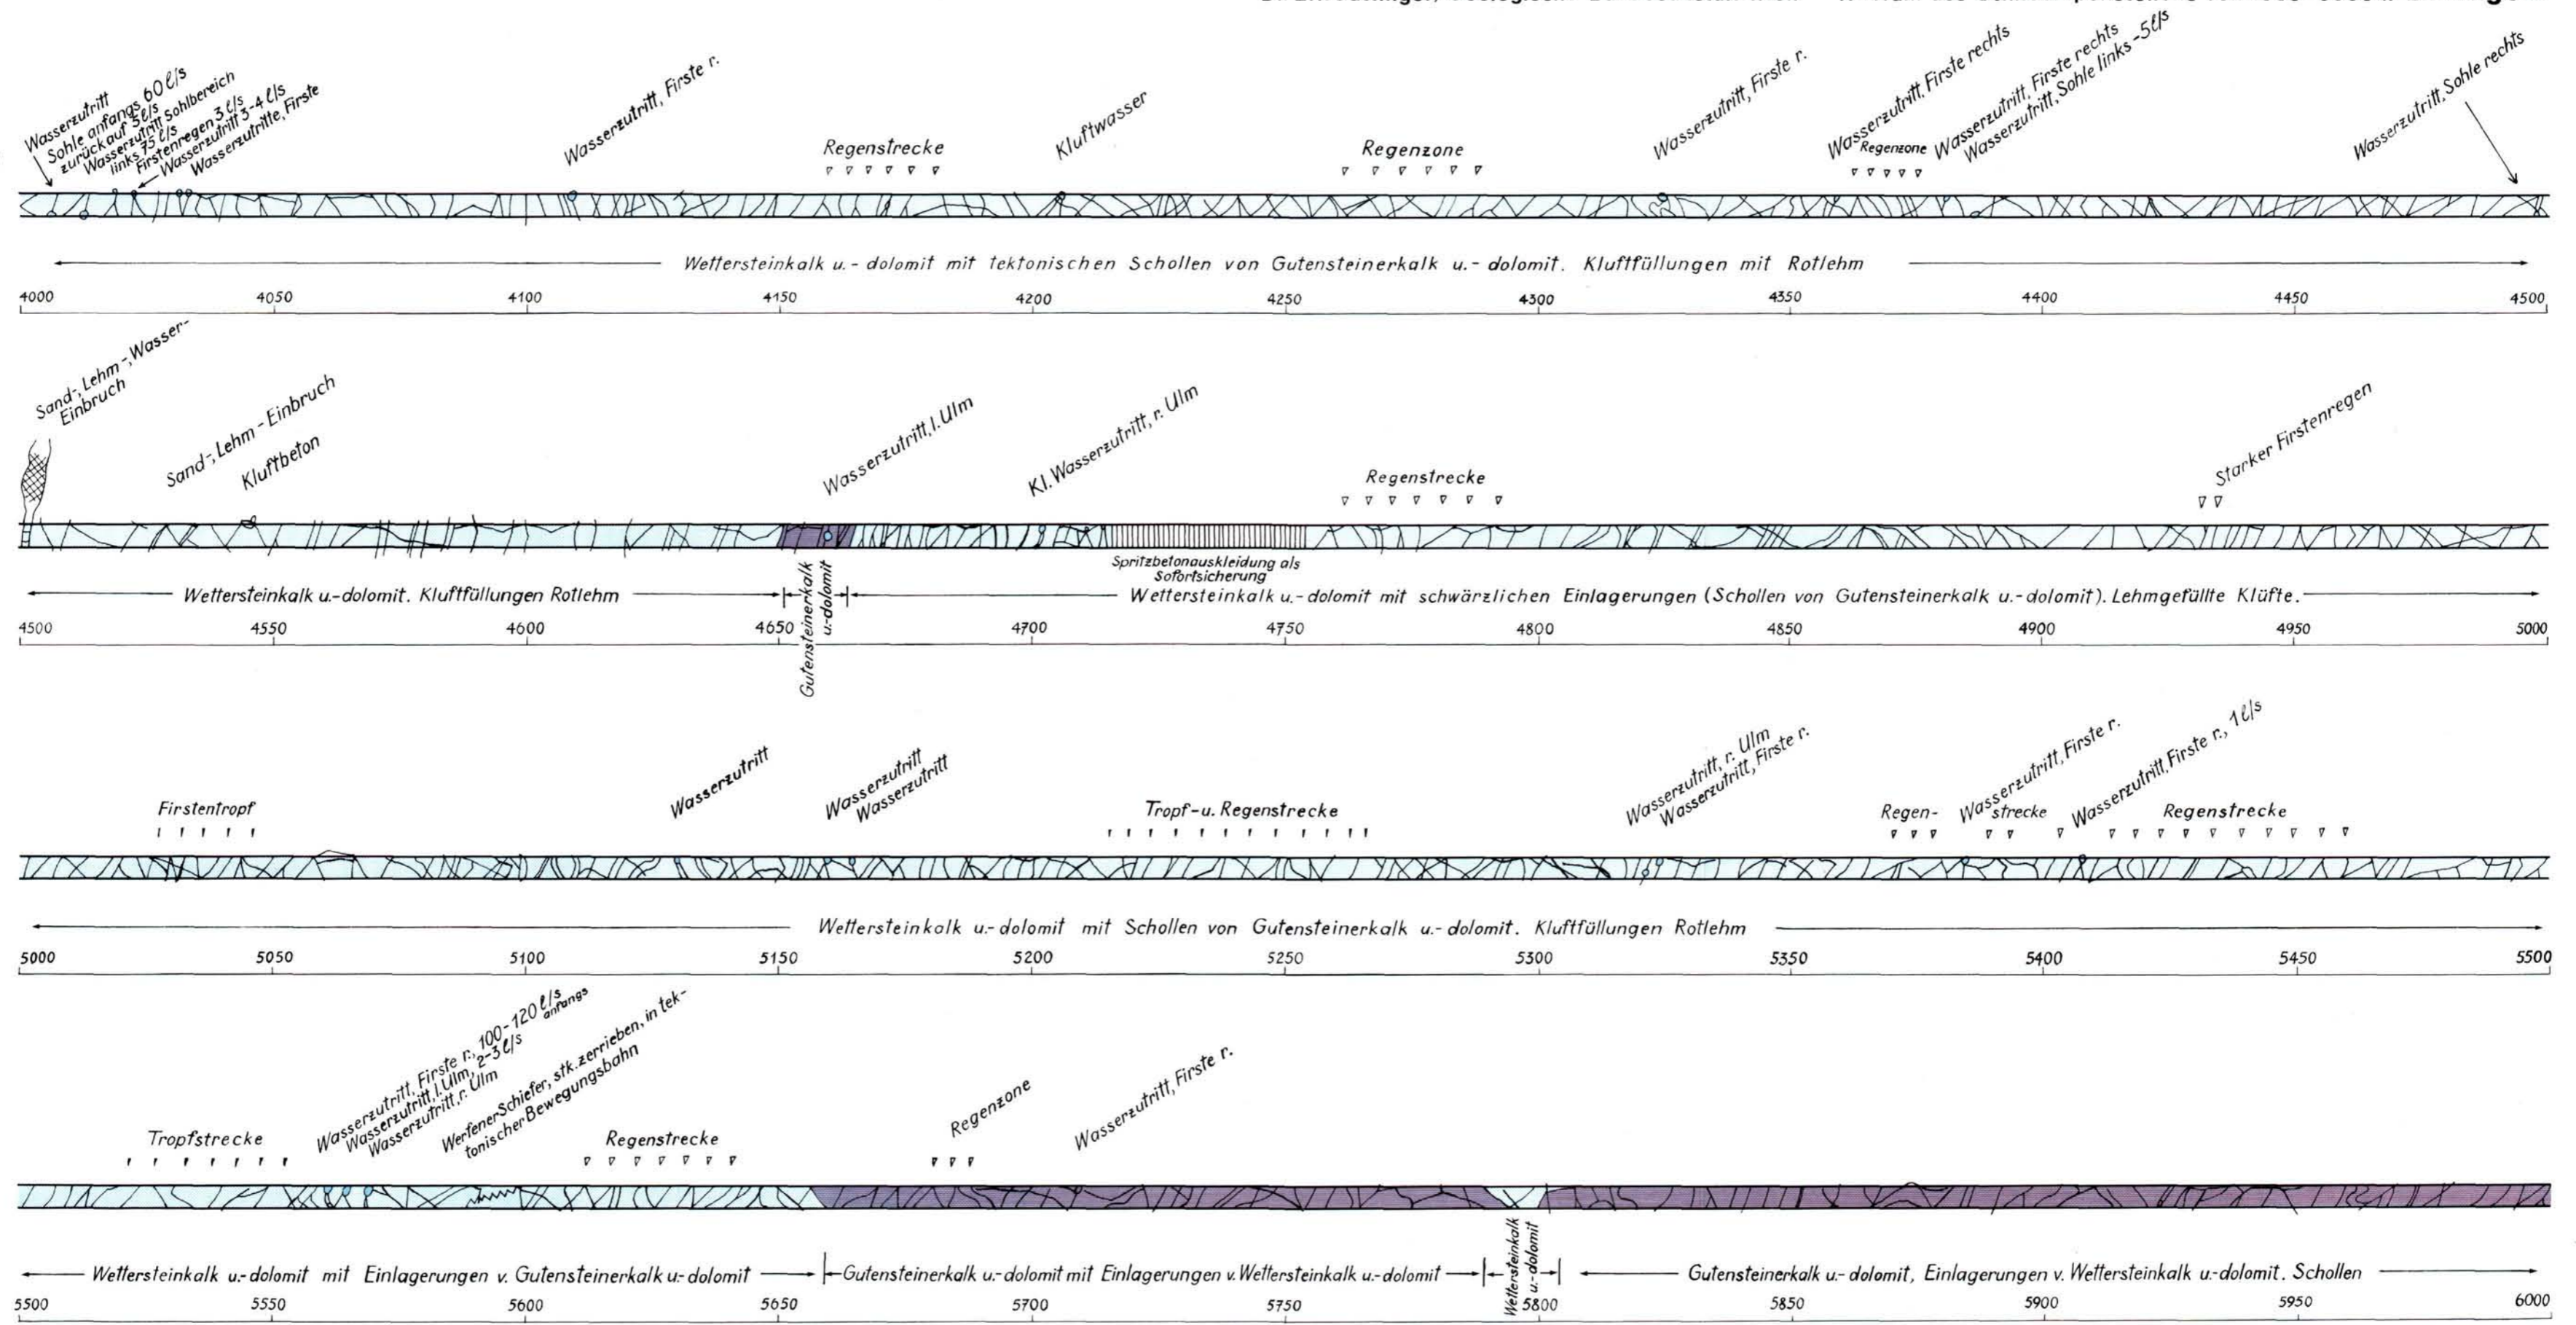 Wasserzutritt
Sohle anfangs 60 l/s
zurück auf 5 l/s
Wasserzutritt Sohlbereich
links 75 l/s
Firstenregen 3 l/s
Wasserzutritt 3-4 l/s
Wasserzutritte, Firste
Wasserzutritt, Firste r.
Regenstrecke
Kluftwasser
Regenzone
Wasserzutritt, Firste r.
Wasserzutritt, Firste rechts
Regenzone
Wasserzutritt, Firste rechts
Wasserzutritt, Sohle links -5 l/s
Wasserzutritt, Sohle rechts
Wettersteinkalk u.-dolomit mit tektonischen Schollen von Gutensteinerkalk u.-dolomit. Kluftfüllungen mit Rotlehm
4000 4050 4100 4150 4200 4250 4300 4350 4400 4450 4500
Sand-, Lehm-, Wasser-
Einbruch
Sand-, Lehm-Einbruch
Kluftbeton
Wasserzutritt, l. Ulm
Kl. Wasserzutritt, r. Ulm
Regenstrecke
Starker Firstenregen
Spritzbetonauskleidung als
Sofortsicherung
Wettersteinkalk u.-dolomit. Kluftfüllungen Rotlehm
Gutensteinerkalk
u.-dolomit
Wettersteinkalk u.-dolomit mit schwärzlichen Einlagerungen (Schollen von Gutensteinerkalk u.-dolomit). Lehmgefüllte Klüfte.
4500 4550 4600 4650 4700 4750 4800 4850 4900 4950 5000
Firstentropf
Wasserzutritt
Wasserzutritt
Wasserzutritt
Tropf-u. Regenstrecke
Wasserzutritt, r. Ulm
Wasserzutritt, Firste r.
Regen-
Wasserzutritt, Firste r.
strecke
Wasserzutritt, Firste r., 1 l/s
Regenstrecke
Wettersteinkalk u.-dolomit mit Schollen von Gutensteinerkalk u.-dolomit. Kluftfüllungen Rotlehm
5000 5050 5100 5150 5200 5250 5300 5350 5400 5450 5500
Tropfstrecke
Wasserzutritt, Firste r., 100-120 l/s
anfangs
Wasserzutritt, l. Ulm, 2-3 l/s
Wasserzutritt, r. Ulm
Werfener Schiefer, stk. zerrieben, in tek-
tonischer Bewegungsbahn
Regenstrecke
Regenzone
Wasserzutritt, Firste r.
Wettersteinkalk u.-dolomit mit Einlagerungen v. Gutensteinerkalk u.-dolomit
Gutensteinerkalk u.-dolomit mit Einlagerungen v. Wettersteinkalk u.-dolomit
Wettersteinkalk
u.-dolomit
Gutensteinerkalk u.-dolomit, Einlagerungen v. Wettersteinkalk u.-dolomit. Schollen
5500 5550 5600 5650 5700 5750 5800 5850 5900 5950 6000